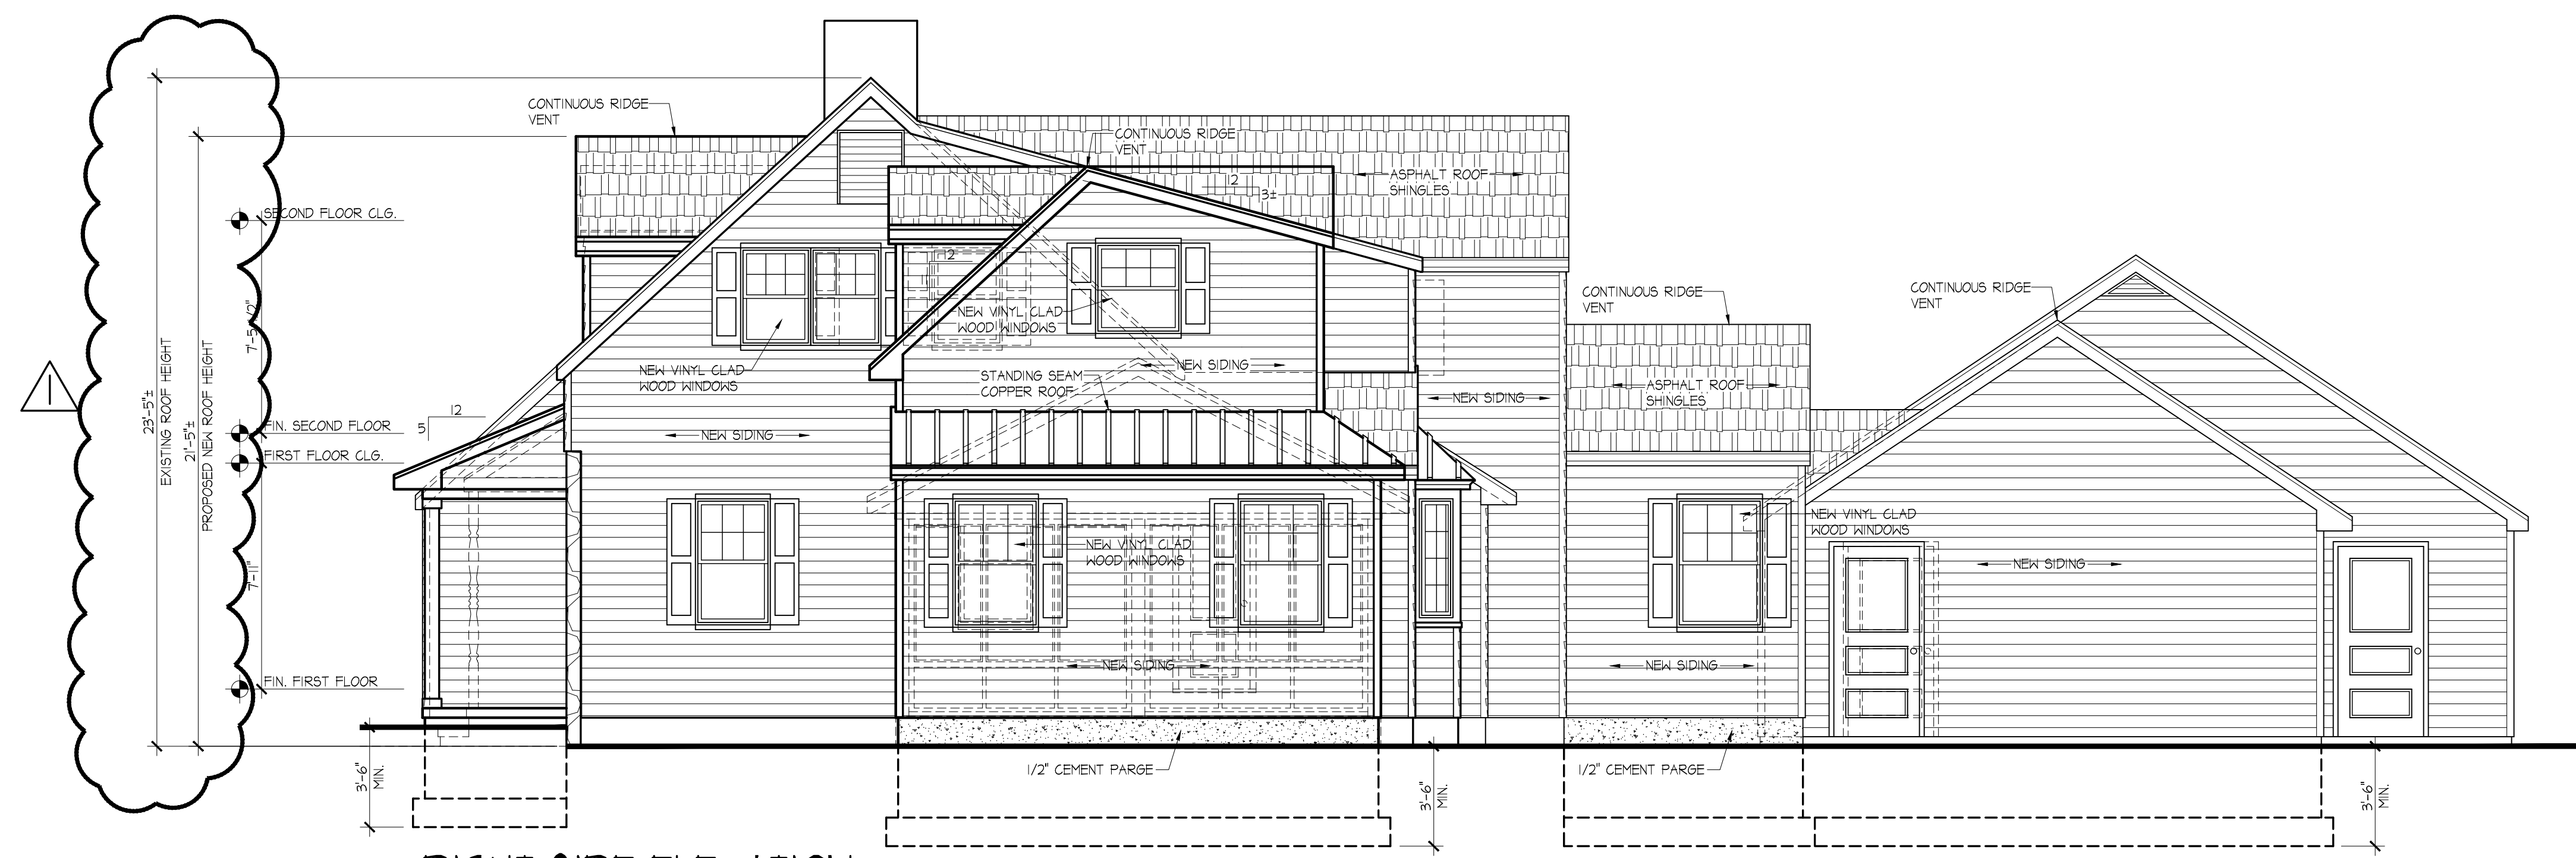 CONTINUOUS RIDGE
VENT
CONTINUOUS RIDGE
VENT
12
3±
ASPHALT ROOF
SHINGLES
SECOND FLOOR CLG.
12
CONTINUOUS RIDGE
VENT
CONTINUOUS RIDGE
VENT
NEW VINYL CLAD
WOOD WINDOWS
7'-5 1/2"
EXISTING ROOF HEIGHT
23'-5"±
PROPOSED NEW ROOF HEIGHT
21'-5"±
1
NEW VINYL CLAD
WOOD WINDOWS
NEW SIDING
STANDING SEAM
COPPER ROOF
ASPHALT ROOF
SHINGLES
NEW SIDING
12
5
FIN. SECOND FLOOR
NEW SIDING
FIRST FLOOR CLG.
NEW VINYL CLAD
WOOD WINDOWS
NEW VINYL CLAD
WOOD WINDOWS
NEW SIDING
7'-11"
NEW SIDING
NEW SIDING
FIN. FIRST FLOOR
3'-6"
MIN.
1/2" CEMENT PARGE
3'-6"
MIN.
1/2" CEMENT PARGE
3'-6"
MIN.